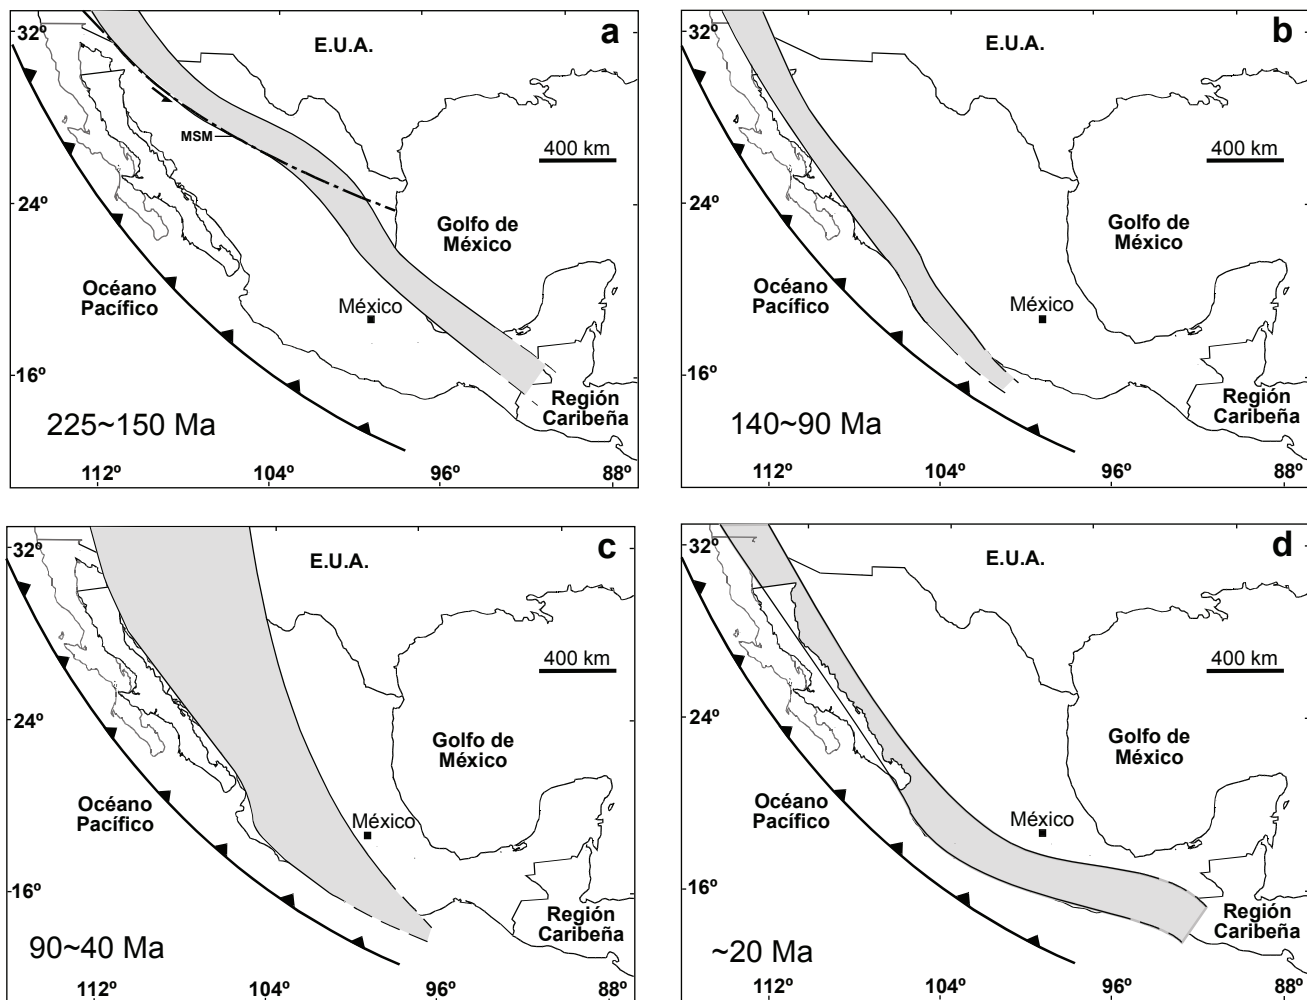 a
32º
E.U.A.
MSM
400 km
24º
Golfo de
México
Océano
Pacífico
México
16º
Región
Caribeña
225~150 Ma
112º
104º
96º
88º
b
32º
E.U.A.
400 km
24º
Golfo de
México
Océano
Pacífico
México
16º
Región
Caribeña
140~90 Ma
112º
104º
96º
88º
c
32º
E.U.A.
400 km
24º
Golfo de
México
Océano
Pacífico
México
16º
Región
Caribeña
90~40 Ma
112º
104º
96º
88º
d
32º
E.U.A.
400 km
24º
Golfo de
México
Océano
Pacífico
México
16º
Región
Caribeña
~20 Ma
112º
104º
96º
88º